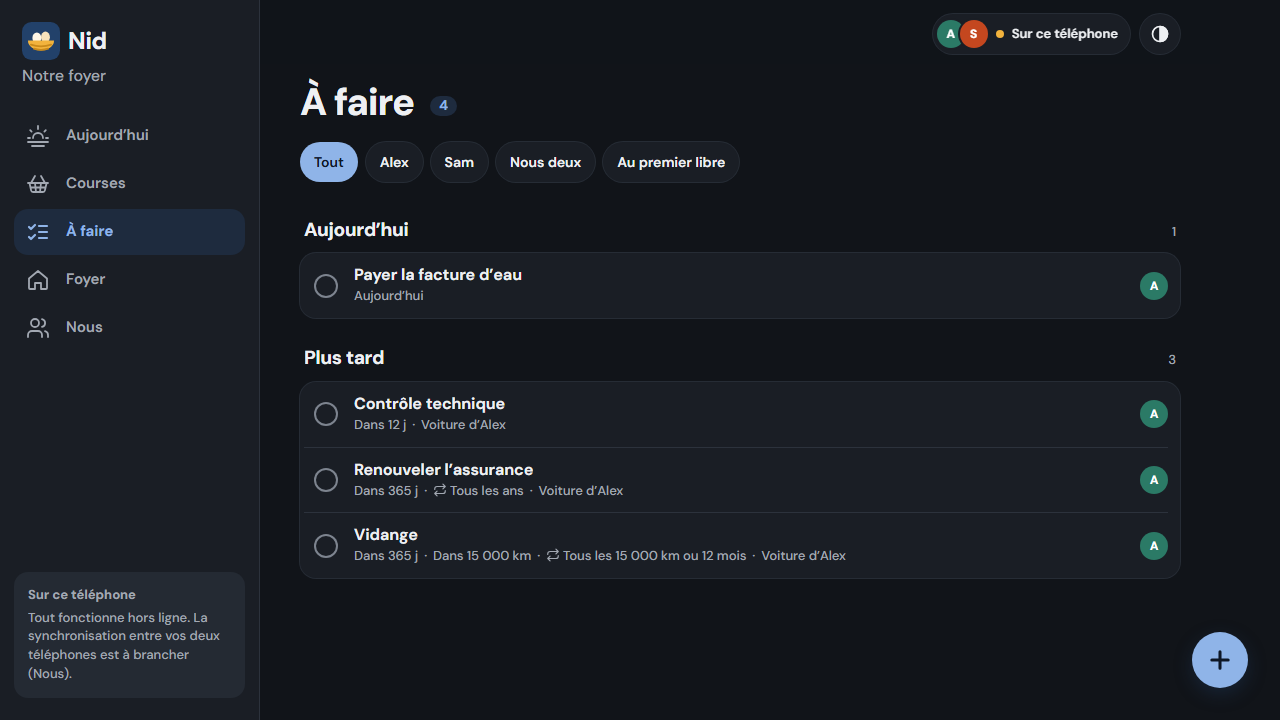 Nid
Notre foyer
Aujourd’hui
Courses
À faire
Foyer
Nous
Sur ce téléphone
Tout fonctionne hors ligne. La
synchronisation entre vos deux
téléphones est à brancher
(Nous).
A S Sur ce téléphone
À faire 4
Tout Alex Sam Nous deux Au premier libre
Aujourd’hui 1
Payer la facture d’eau
Aujourd’hui
A
Plus tard 3
Contrôle technique
Dans 12 j · Voiture d’Alex
A
Renouveler l’assurance
Dans 365 j · Tous les ans · Voiture d’Alex
A
Vidange
Dans 365 j · Dans 15 000 km · Tous les 15 000 km ou 12 mois · Voiture d’Alex
A